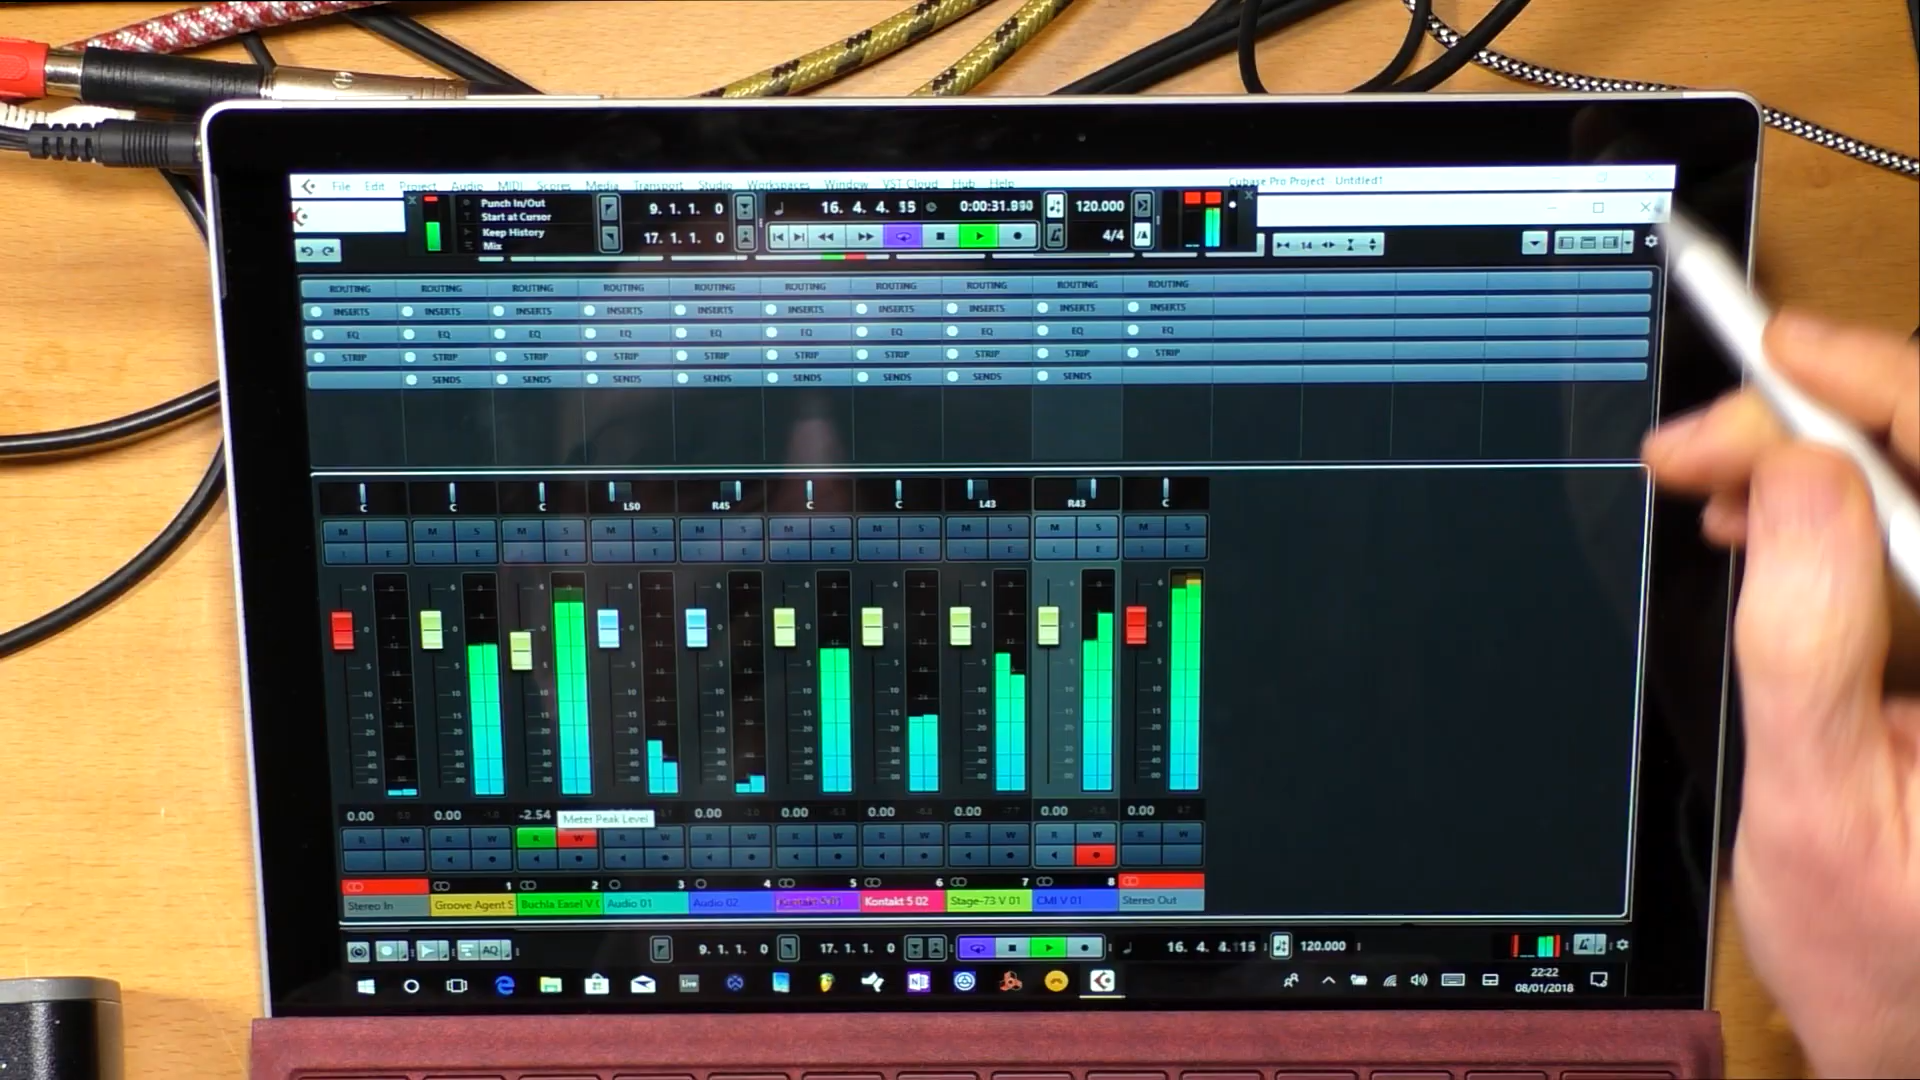 File Edit Project Audio MIDI Scores Media Transport Studio Workspaces Window VST Cloud Hub Help Cubase Pro Project Untitled1
Punch In/Out
Start at Cursor
Keep History
Mix
9. 1. 1. 0
17. 1. 1. 0
16. 4. 4. 35 0:00:31.890 120.000
4/4
14
ROUTING ROUTING ROUTING ROUTING ROUTING ROUTING ROUTING ROUTING ROUTING ROUTING
INSERTS INSERTS INSERTS INSERTS INSERTS INSERTS INSERTS INSERTS INSERTS INSERTS
EQ EQ EQ EQ EQ EQ EQ EQ EQ EQ
STRIP STRIP STRIP STRIP STRIP STRIP STRIP STRIP STRIP STRIP
SENDS SENDS SENDS SENDS SENDS SENDS SENDS SENDS
C C C L50 R45 C C L43 R43 C
M M S M S M S M S M S M S M S M S M S
L E L E L E L E L E L E L E L E L E L E
0.00 0.00 -2.54 Meter Peak Level 0.00 0.00 0.00 0.00 0.00 0.00
R W R W R W R W R W R W R W R W R W R W
1 2 3 4 5 6 7 8
Stereo In Groove Agent S Buchla Easel V Audio 01 Audio 02 Kontakt 5 02 Stage-73 V 01 CMI V 01 Stereo Out
AQ 9. 1. 1. 0 17. 1. 1. 0 16. 4. 4.115 120.000
Live
22:22
08/01/2018